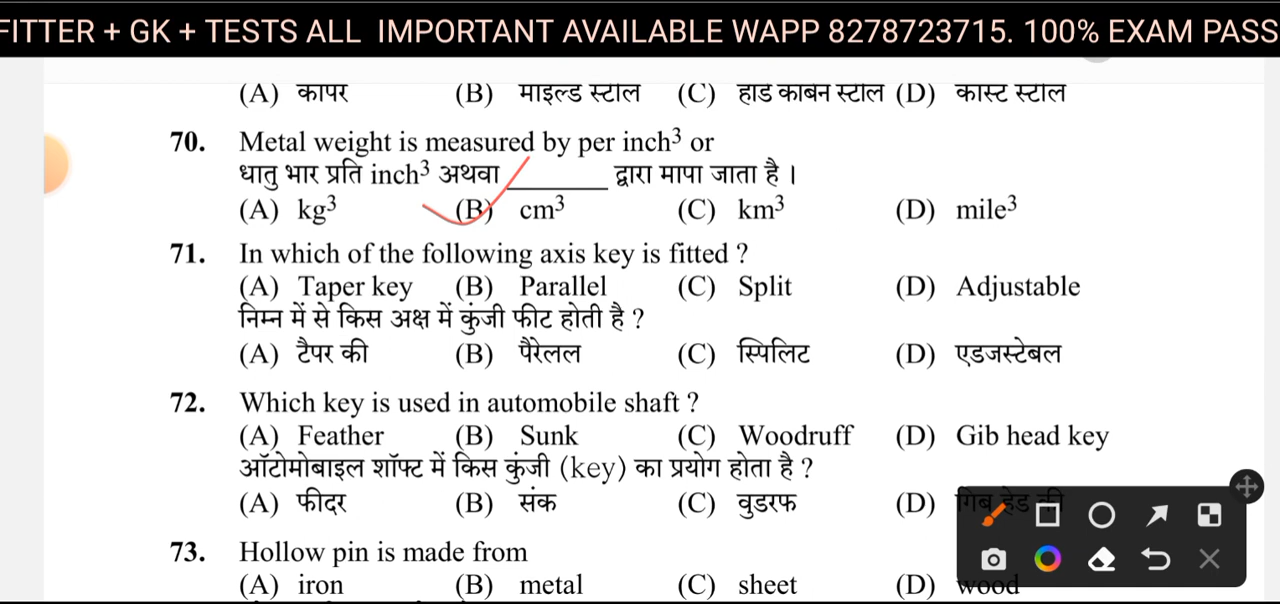 FITTER + GK + TESTS ALL IMPORTANT AVAILABLE WAPP 8278723715. 100% EXAM PASS
(A) कॉपर (B) माइल्ड स्टील (C) हार्ड कार्बन स्टील (D) कास्ट स्टील
70. Metal weight is measured by per inch³ or
धातु भार प्रति inch³ अथवा ________ द्वारा मापा जाता है ।
(A) kg³ (B) cm³ (C) km³ (D) mile³
71. In which of the following axis key is fitted ?
(A) Taper key (B) Parallel (C) Split (D) Adjustable
निम्न में से किस अक्ष में कुंजी फीट होती है ?
(A) टैपर की (B) पैरेलल (C) स्पिलिट (D) एडजस्टेबल
72. Which key is used in automobile shaft ?
(A) Feather (B) Sunk (C) Woodruff (D) Gib head key
ऑटोमोबाइल शॉफ्ट में किस कुंजी (key) का प्रयोग होता है ?
(A) फीदर (B) संक (C) वुडरफ (D) गिब हेड की
73. Hollow pin is made from
(A) iron (B) metal (C) sheet (D) wood